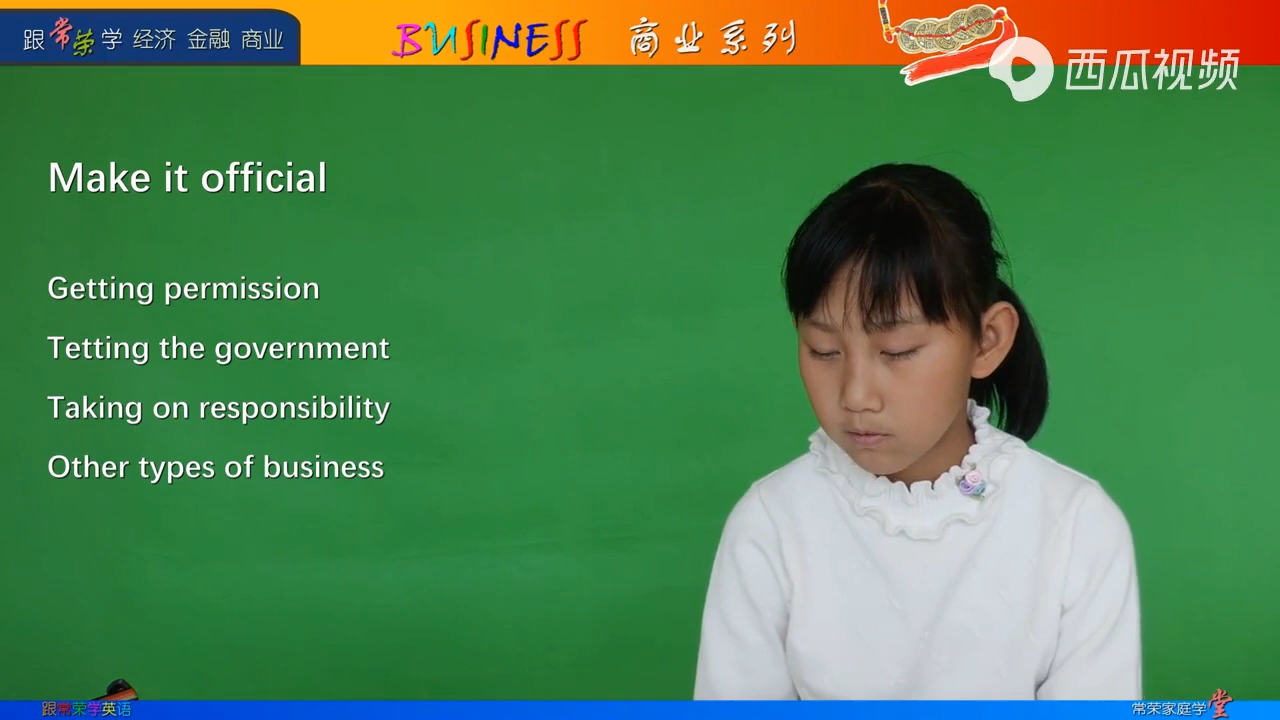 跟常荣学 经济 金融 商业
BUSINESS 商业系列
西瓜视频
Make it official
Getting permission
Tetting the government
Taking on responsibility
Other types of business
跟常荣学英语
常荣家庭学堂